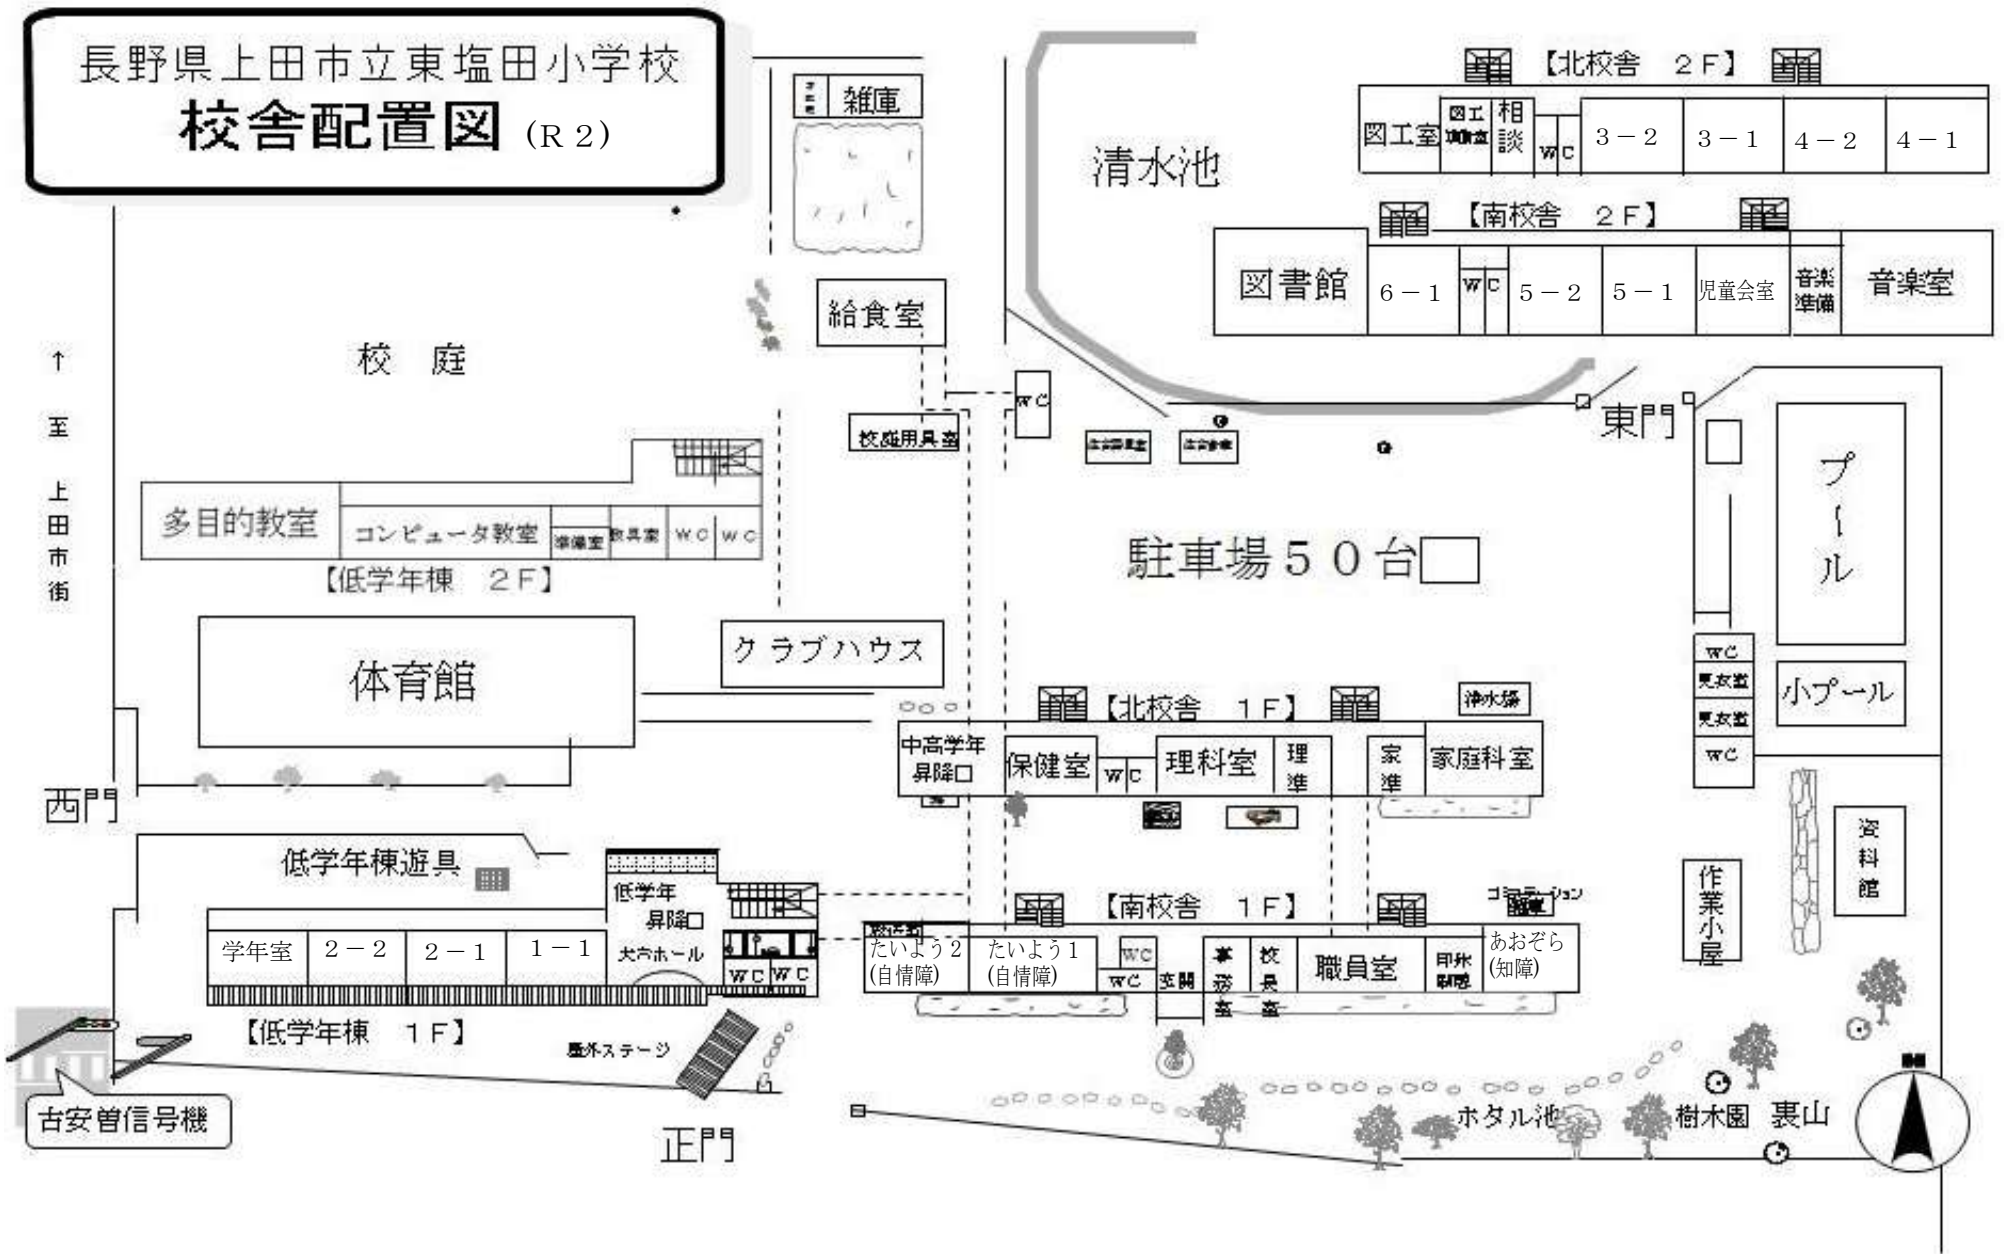 長野県上田市立東塩田小学校
校舎配置図 (R2)
雑庫
清水池
【北校舎 2F】
図工室
図工準備室
相談
WC
3-2
3-1
4-2
4-1
【南校舎 2F】
図書館
6-1
WC
5-2
5-1
児童会室
音楽準備
音楽室
給食室
校庭
↑ 至 上田市街
WC
校庭用具室
東門
プール
駐車場50台
多目的教室
コンピュータ教室
準備室
教具室
WC
WC
【低学年棟 2F】
体育館
クラブハウス
WC
更衣室
更衣室
WC
小プール
【北校舎 1F】
浄水場
中高学年
昇降口
保健室
WC
理科室
理準
家準
家庭科室
西門
低学年棟遊具
低学年
昇降口
学年室
2-2
2-1
1-1
WC
WC
【低学年棟 1F】
【南校舎 1F】
たいよう2
(自情障)
たいよう1
(自情障)
WC
WC
玄関
事務室
校長室
職員室
印刷
あおぞら
(知障)
作業小屋
資料館
屋外ステージ
古安曽信号機
正門
ホタル池
樹木園
裏山